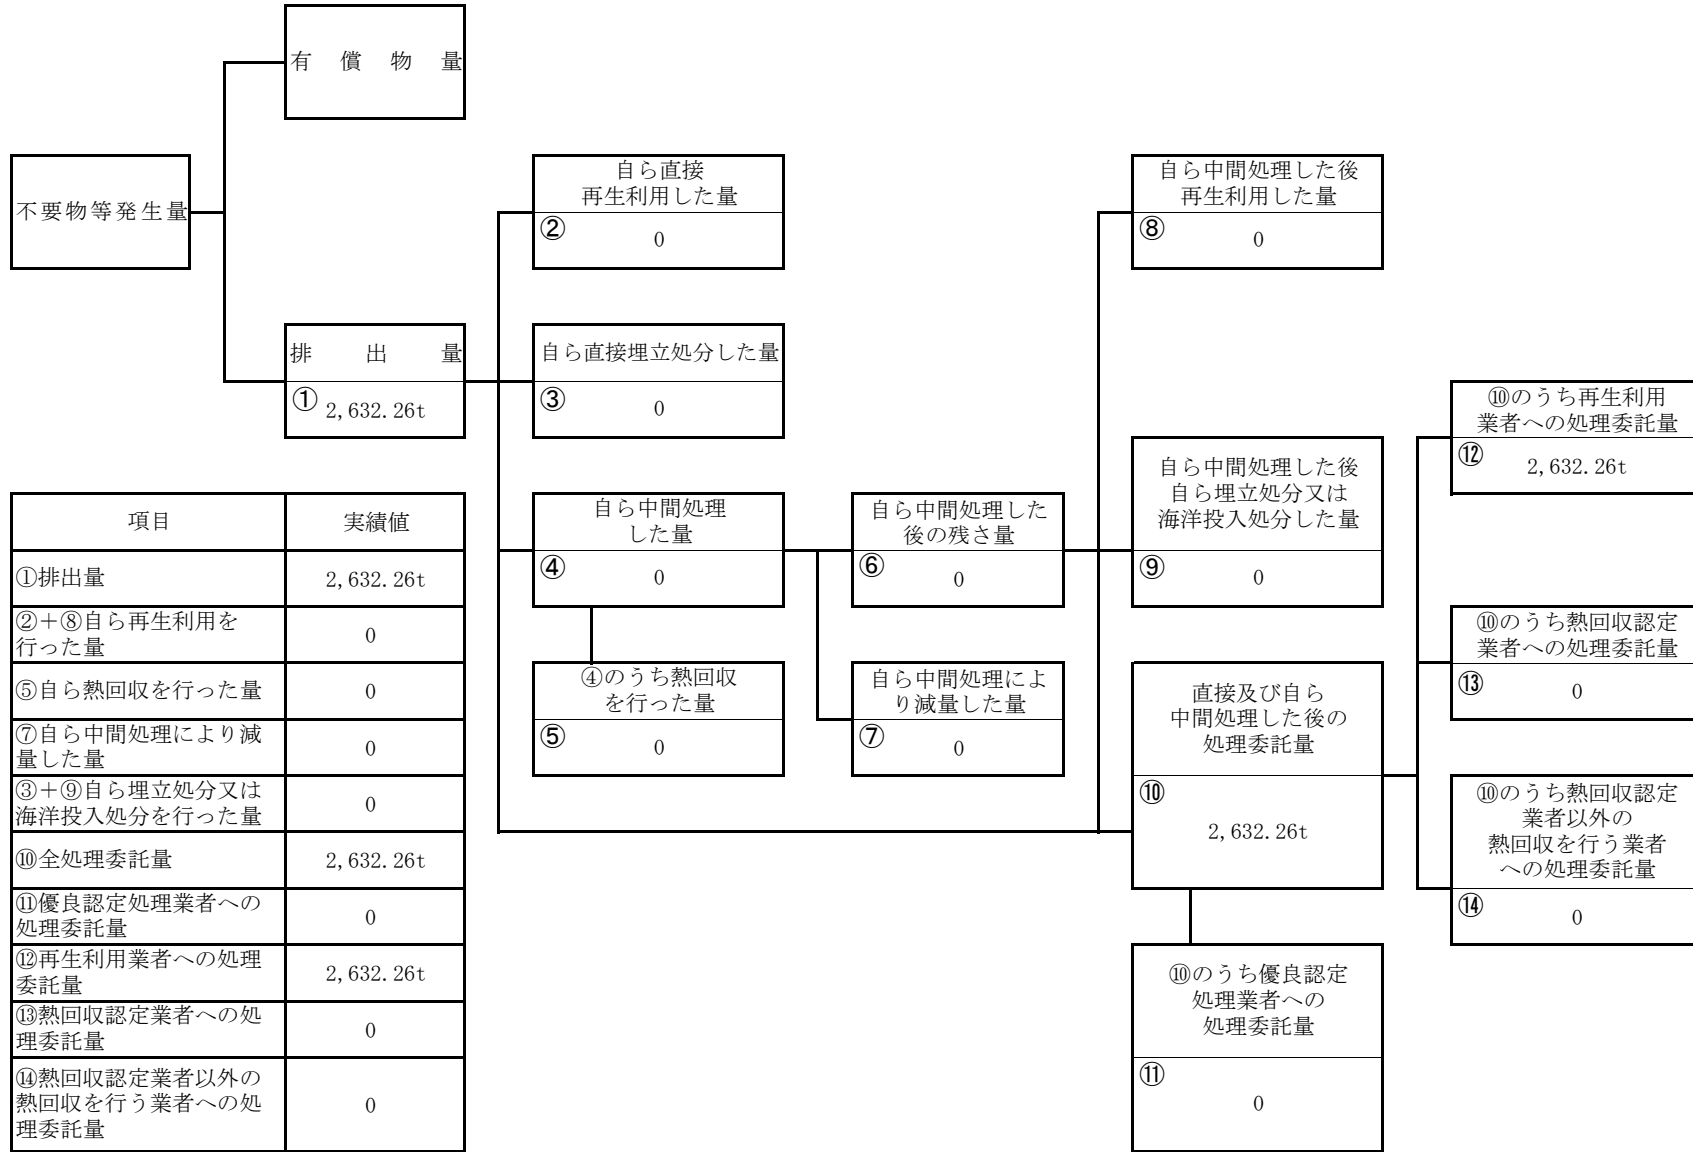 有償物量
不要物等発生量
排出量
① 2,632.26t
自ら直接
再生利用した量
② 0
自ら直接埋立処分した量
③ 0
自ら中間処理
した量
④ 0
④のうち熱回収
を行った量
⑤ 0
自ら中間処理した
後の残さ量
⑥ 0
自ら中間処理によ
り減量した量
⑦ 0
自ら中間処理した後
再生利用した量
⑧ 0
自ら中間処理した後
自ら埋立処分又は
海洋投入処分した量
⑨ 0
直接及び自ら
中間処理した後の
処理委託量
⑩
2,632.26t
⑩のうち優良認定
処理業者への
処理委託量
⑪
0
⑩のうち再生利用
業者への処理委託量
⑫ 2,632.26t
⑩のうち熱回収認定
業者への処理委託量
⑬ 0
⑩のうち熱回収認定
業者以外の
熱回収を行う業者
への処理委託量
⑭ 0
項目 実績値
①排出量 2,632.26t
②＋⑧自ら再生利用を
行った量 0
⑤自ら熱回収を行った量 0
⑦自ら中間処理により減
量した量 0
③＋⑨自ら埋立処分又は
海洋投入処分を行った量 0
⑩全処理委託量 2,632.26t
⑪優良認定処理業者への
処理委託量 0
⑫再生利用業者への処理
委託量 2,632.26t
⑬熱回収認定業者への処
理委託量 0
⑭熱回収認定業者以外の
熱回収を行う業者への処
理委託量 0